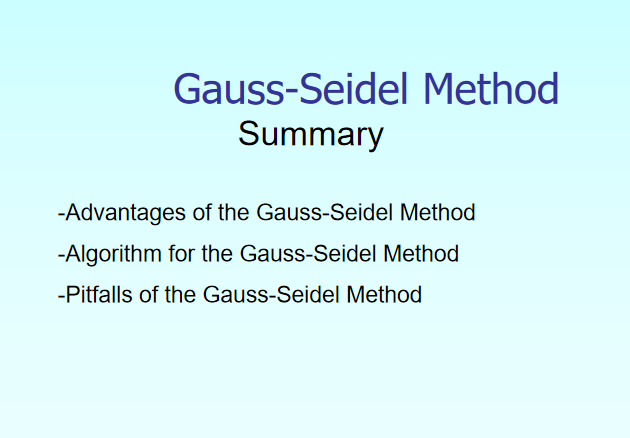 Gauss-Seidel Method
Summary
-Advantages of the Gauss-Seidel Method
-Algorithm for the Gauss-Seidel Method
-Pitfalls of the Gauss-Seidel Method